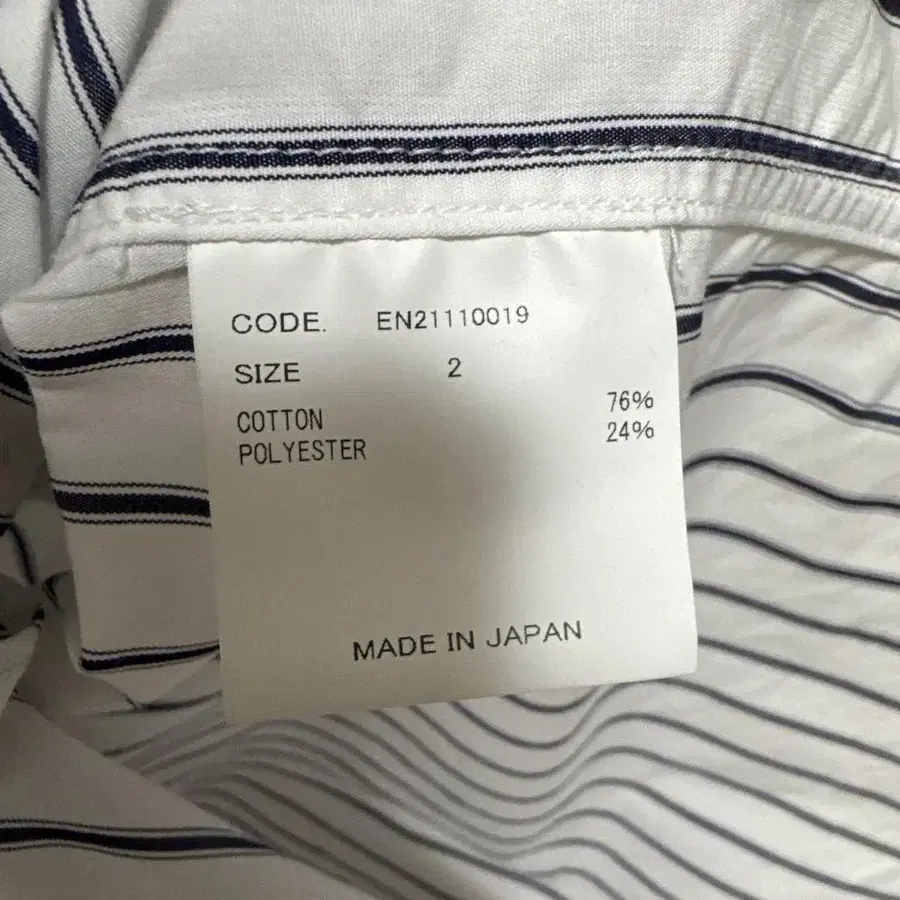 CODE. EN21110019
SIZE 2
COTTON 76%
POLYESTER 24%
MADE IN JAPAN